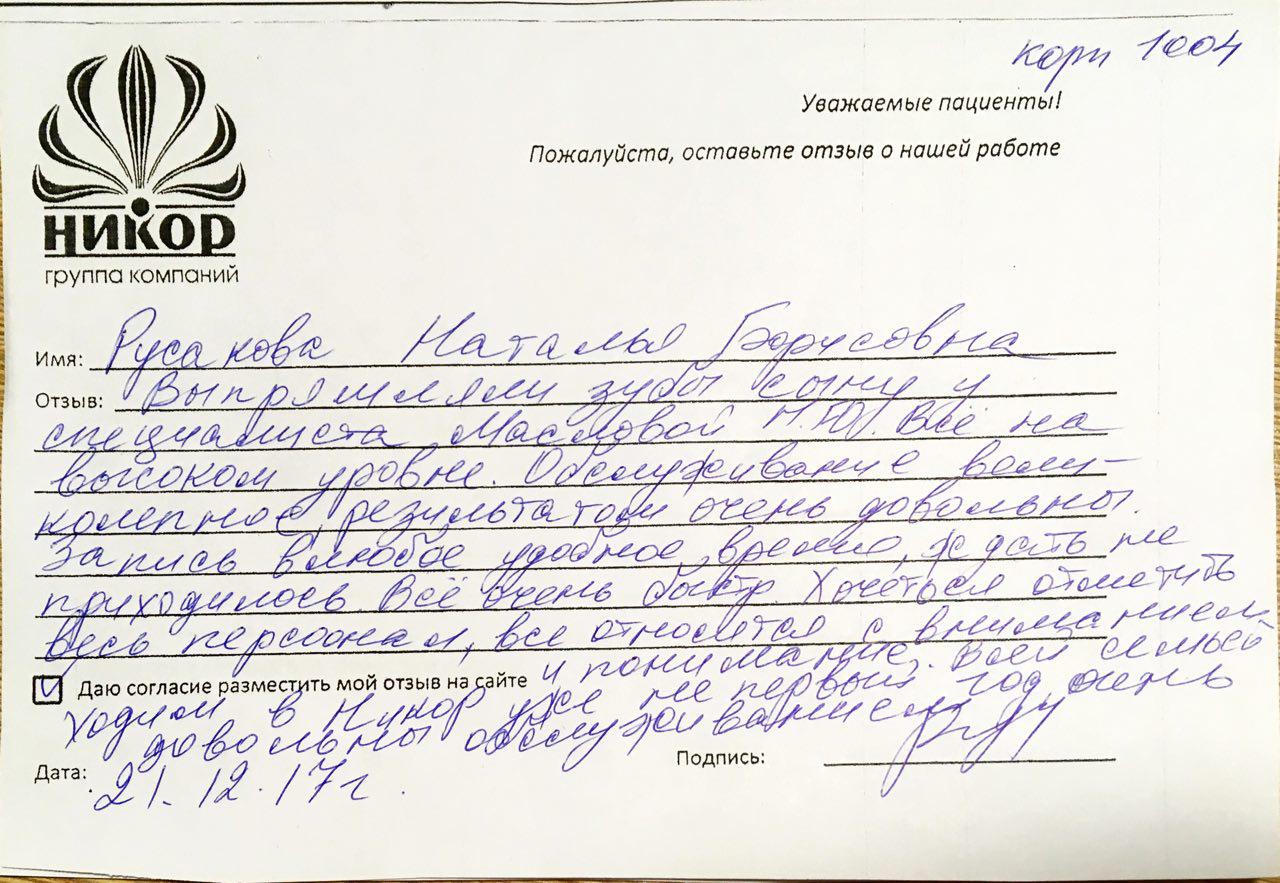 корп 1004
Уважаемые пациенты!
Пожалуйста, оставьте отзыв о нашей работе
НИКОР
группа компаний
Имя: Русакова Наталья Борисовна
Отзыв: Выпрямляли зубы сыну у
специалиста Масловой Н.Ю. Всё на
высоком уровне. Обслуживание вели-
колепное, результатом очень довольны.
Запись в любое удобное время, ждать не
приходилось. Всё очень быстр. Хочеться отметить
весь персонал, все относятся с вниманием
и понимание. Всей семьёй
Даю согласие разместить мой отзыв на сайте
ходим в Никор уже не первый год, очень
довольны обслуживанием
Подпись:
Дата: 21.12.17г.